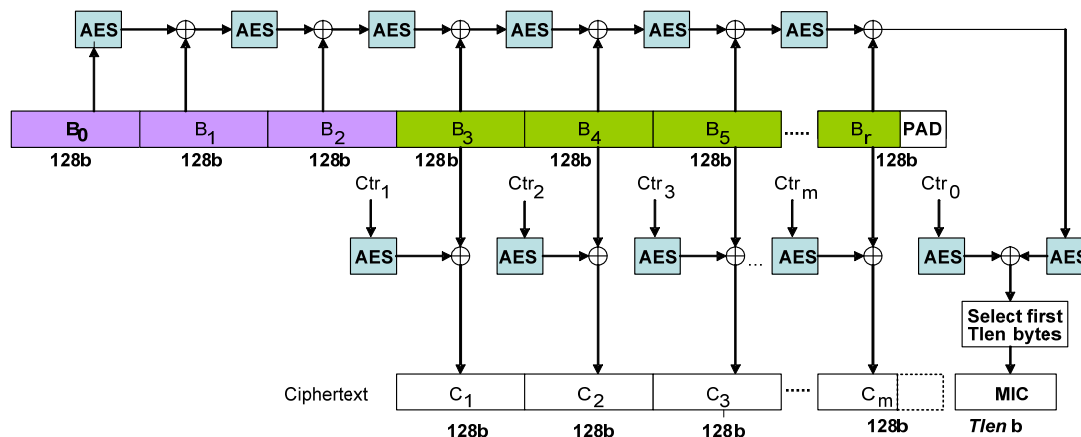 AES AES AES AES AES AES
B0 B1 B2 B3 B4 B5 ..... Br PAD
128b 128b 128b 128b 128b 128b 128b
Ctr1 Ctr2 Ctr3 Ctrm Ctr0
AES AES AES ... AES AES AES
Select first
Tlen bytes
Ciphertext C1 C2 C3 ..... Cm MIC
128b 128b 128b 128b Tlen b